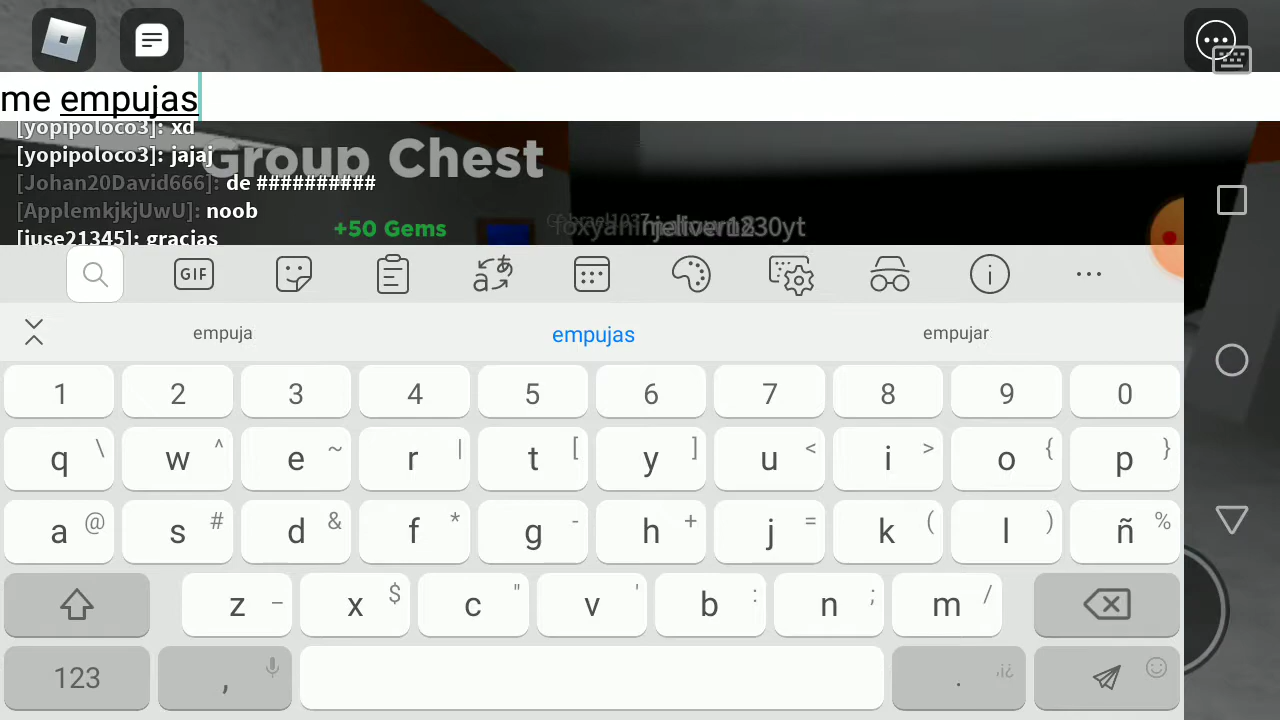 me empujas
[yopipoloco3]: xd
[yopipoloco3]: jajaj
Group Chest
[Johan20David666]: de ##########
[ApplemkjkjUwU]: noob
+50 Gems
[juse21345]: gracias
GIF
empuja empujas empujar
1 2 3 4 5 6 7 8 9 0
q \ w ^ e ~ r | t [ y ] u < i > o { p }
a @ s # d & f * g - h + j = k ( l ) ñ %
z _ x $ c " v ' b : n ; m /
123 , . ,¡¿